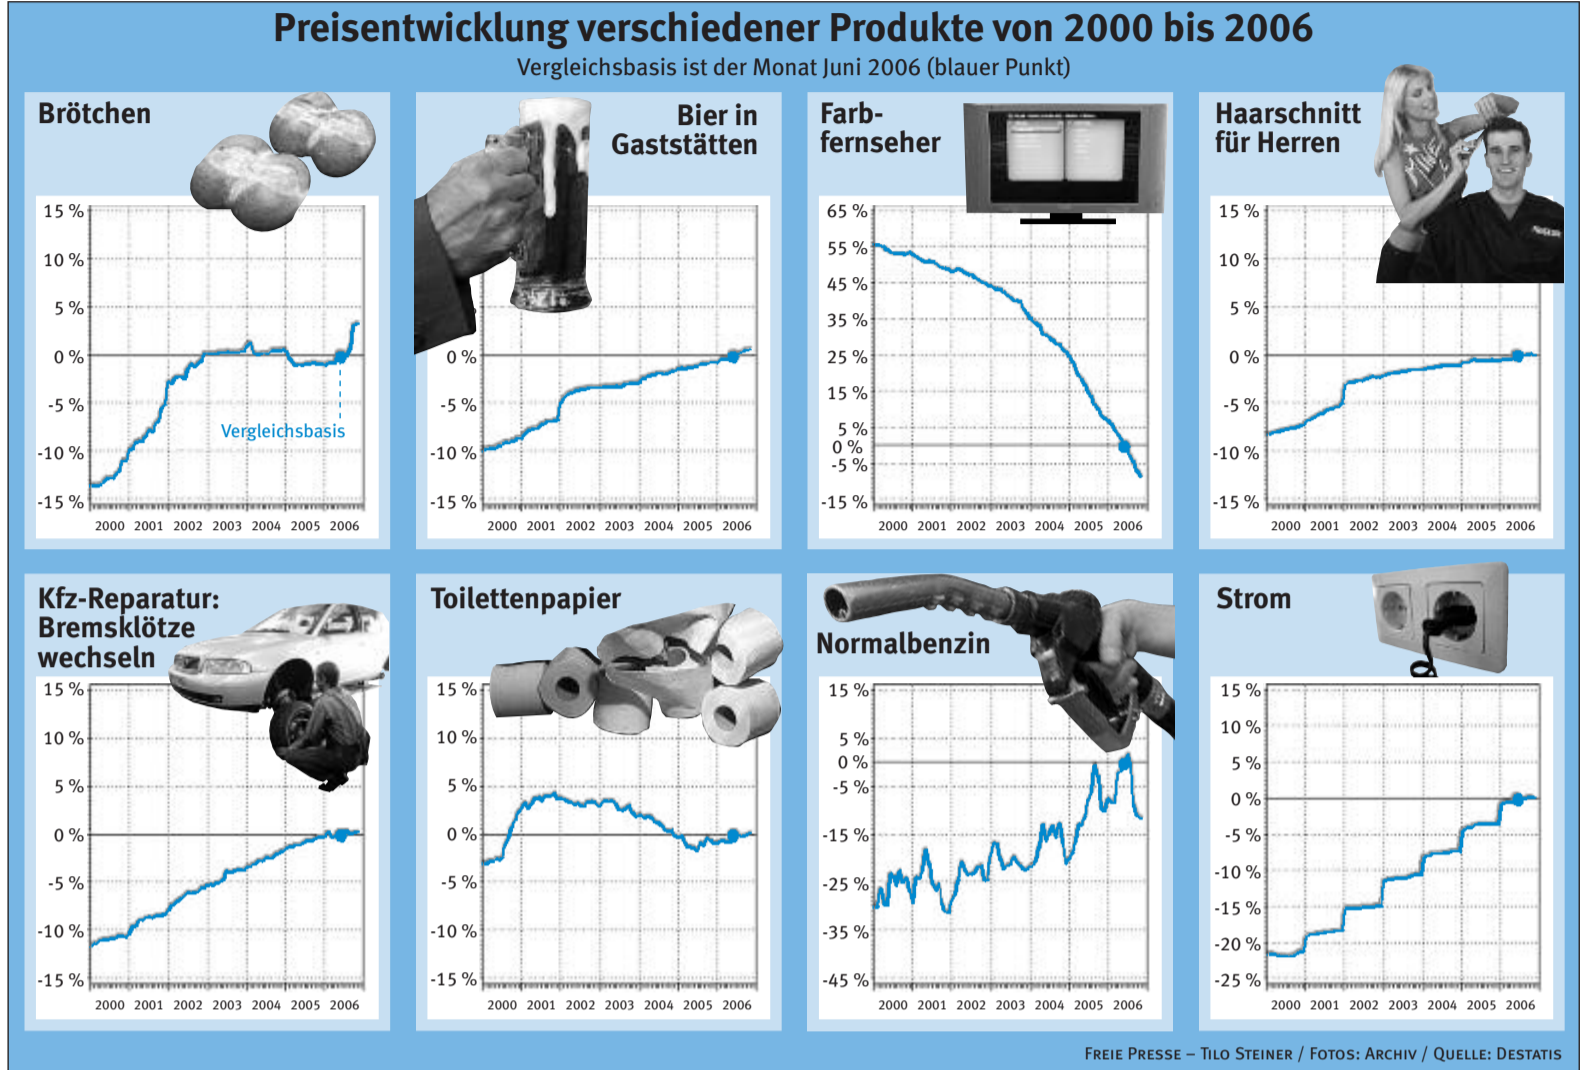 Preisentwicklung verschiedener Produkte von 2000 bis 2006
Vergleichsbasis ist der Monat Juni 2006 (blauer Punkt)
Brötchen
15 %
10 %
5 %
0 %
-5 %
-10 %
-15 %
Vergleichsbasis
2000 2001 2002 2003 2004 2005 2006
Bier in
Gaststätten
0 %
-5 %
-10 %
-15 %
2000 2001 2002 2003 2004 2005 2006
Farb-
fernseher
65 %
55 %
45 %
35 %
25 %
15 %
5 %
0 %
-5 %
-15 %
2000 2001 2002 2003 2004 2005 2006
Haarschnitt
für Herren
15 %
10 %
5 %
0 %
-5 %
-10 %
-15 %
2000 2001 2002 2003 2004 2005 2006
Kfz-Reparatur:
Bremsklötze
wechseln
15 %
10 %
5 %
0 %
-5 %
-10 %
-15 %
2000 2001 2002 2003 2004 2005 2006
Toilettenpapier
15 %
10 %
5 %
0 %
-5 %
-10 %
-15 %
2000 2001 2002 2003 2004 2005 2006
Normalbenzin
15 %
5 %
0 %
-5 %
-15 %
-25 %
-35 %
-45 %
2000 2001 2002 2003 2004 2005 2006
Strom
15 %
10 %
5 %
0 %
-5 %
-10 %
-15 %
-20 %
-25 %
2000 2001 2002 2003 2004 2005 2006
Freie Presse – Tilo Steiner / Fotos: Archiv / Quelle: Destatis